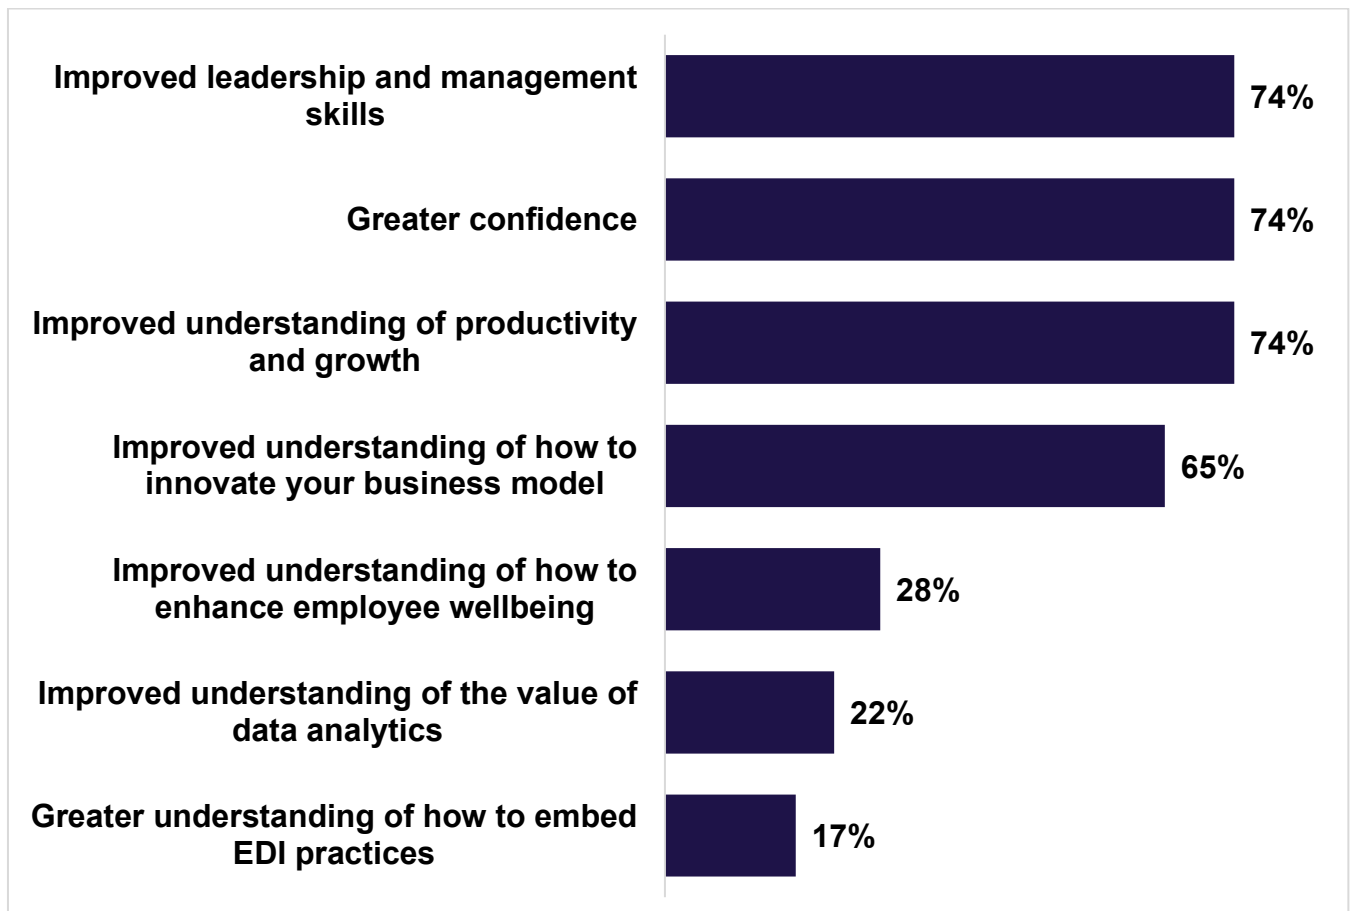 Improved leadership and management
skills
74%
Greater confidence
74%
Improved understanding of productivity
and growth
74%
Improved understanding of how to
innovate your business model
65%
Improved understanding of how to
enhance employee wellbeing
28%
Improved understanding of the value of
data analytics
22%
Greater understanding of how to embed
EDI practices
17%